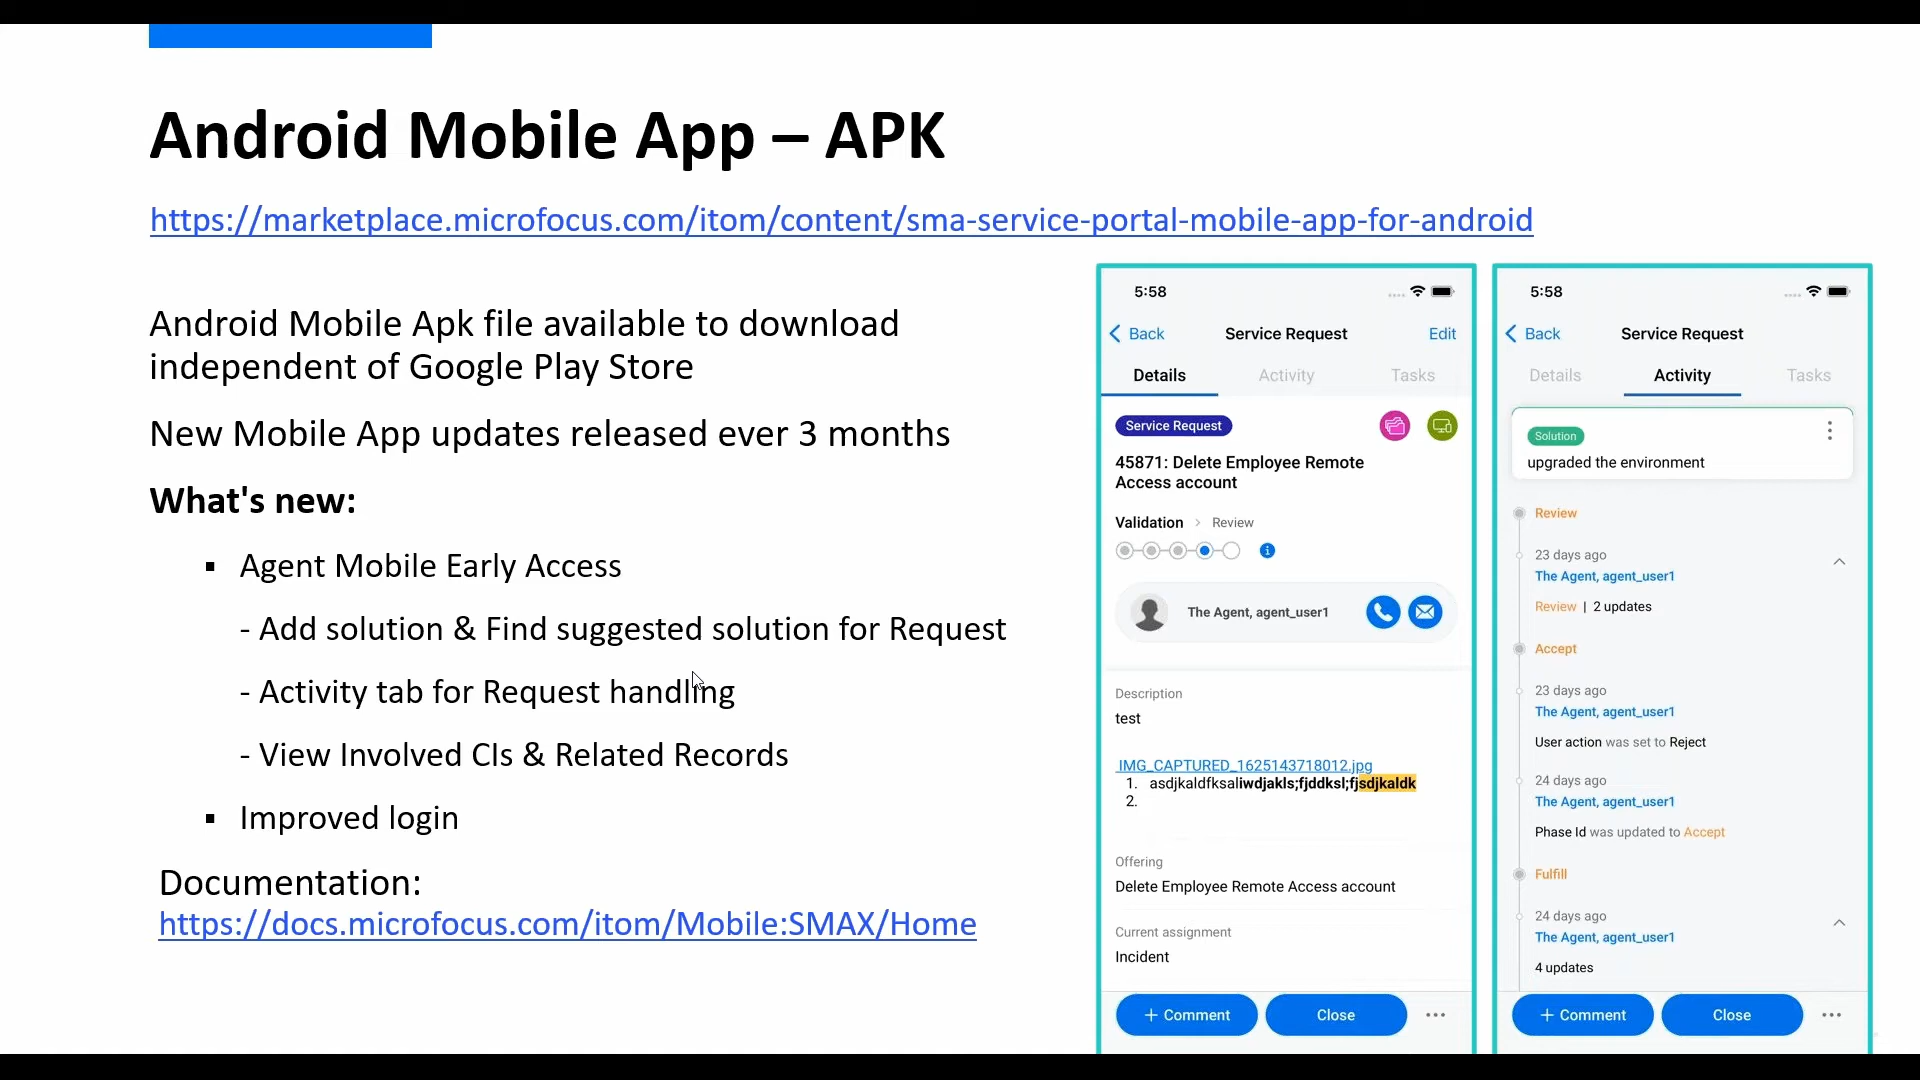 Android Mobile App – APK
https://marketplace.microfocus.com/itom/content/sma-service-portal-mobile-app-for-android
Android Mobile Apk file available to download
independent of Google Play Store
New Mobile App updates released ever 3 months
What's new:
▪ Agent Mobile Early Access
- Add solution & Find suggested solution for Request
- Activity tab for Request handling
- View Involved CIs & Related Records
▪ Improved login
Documentation:
https://docs.microfocus.com/itom/Mobile:SMAX/Home
5:58
Back Service Request Edit
Details Activity Tasks
Service Request
45871: Delete Employee Remote
Access account
Validation > Review
The Agent, agent_user1
Description
test
IMG_CAPTURED_1625143718012.jpg
1. asdjkaldfksaliwdjakls;fjddksl;fjsdjkaldk
2.
Offering
Delete Employee Remote Access account
Current assignment
Incident
+ Comment Close ...
5:58
Back Service Request
Details Activity Tasks
Solution
upgraded the environment
Review
23 days ago
The Agent, agent_user1
Review | 2 updates
Accept
23 days ago
The Agent, agent_user1
User action was set to Reject
24 days ago
The Agent, agent_user1
Phase Id was updated to Accept
Fulfill
24 days ago
The Agent, agent_user1
4 updates
+ Comment Close ...